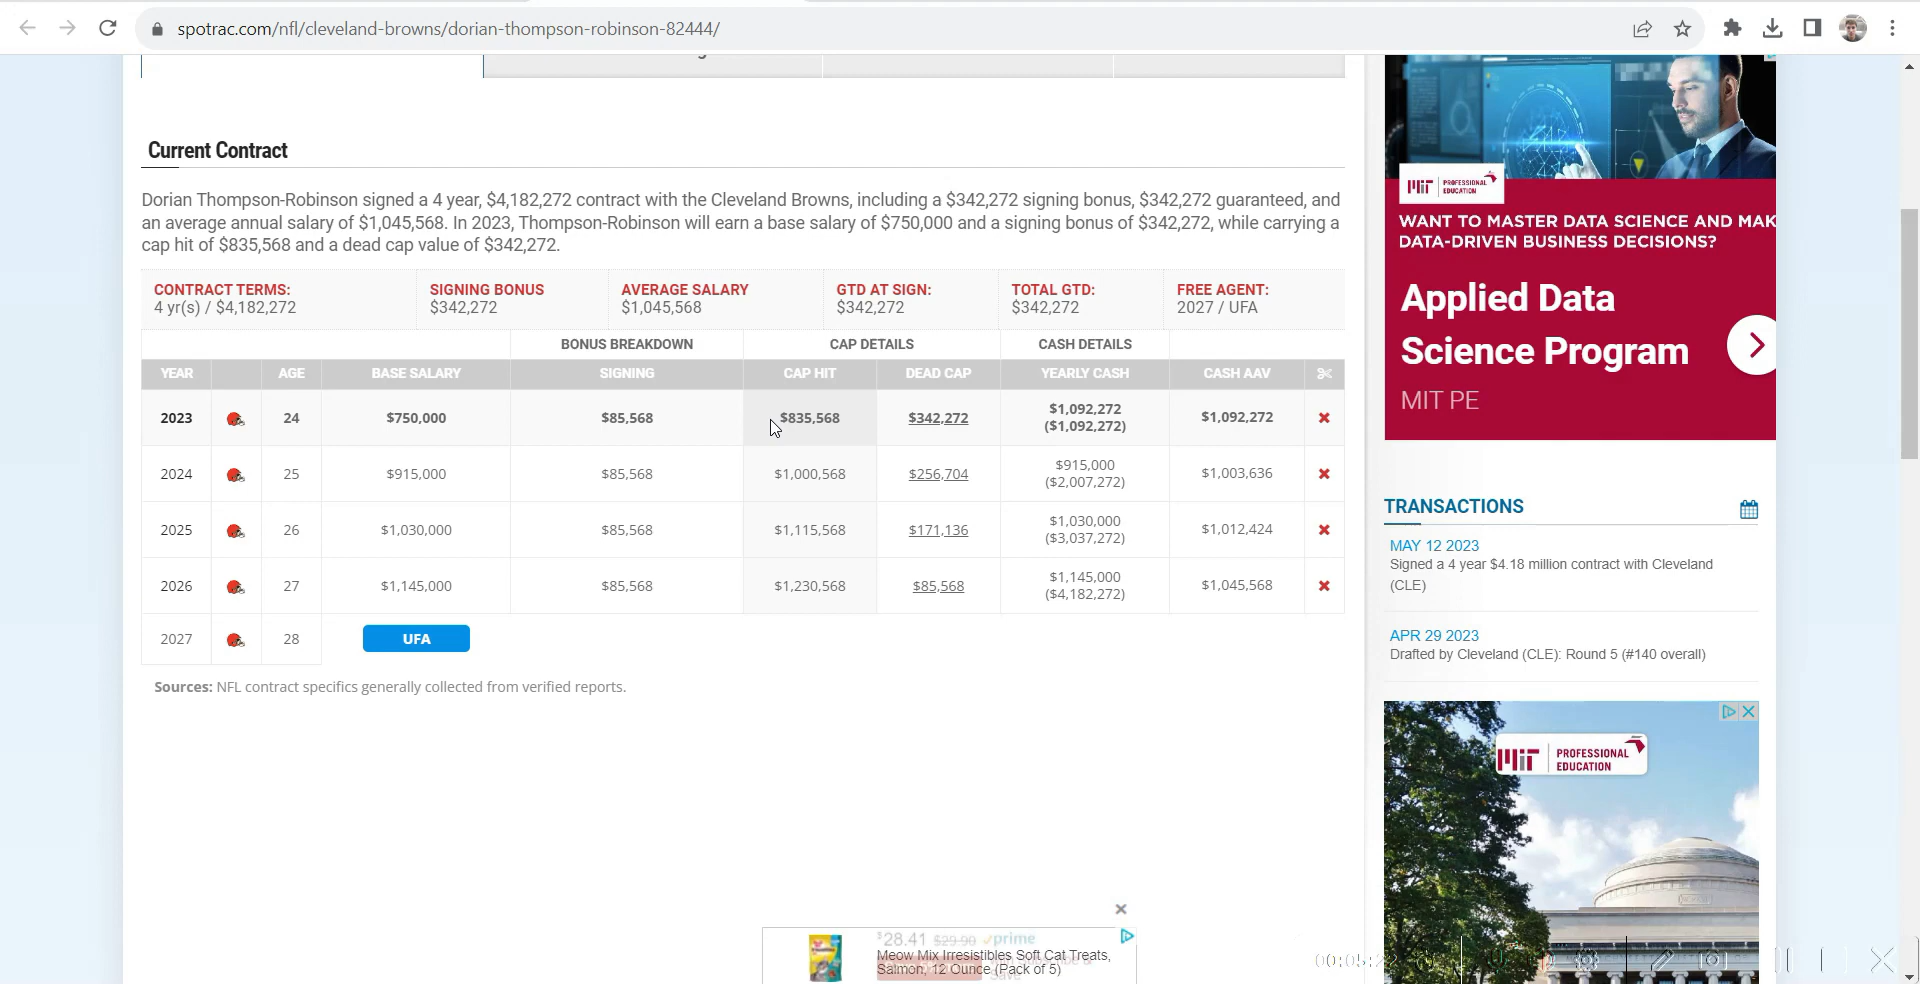 spotrac.com/nfl/cleveland-browns/dorian-thompson-robinson-82444/
Current Contract
Dorian Thompson-Robinson signed a 4 year, $4,182,272 contract with the Cleveland Browns, including a $342,272 signing bonus, $342,272 guaranteed, and
an average annual salary of $1,045,568. In 2023, Thompson-Robinson will earn a base salary of $750,000 and a signing bonus of $342,272, while carrying a
cap hit of $835,568 and a dead cap value of $342,272.
CONTRACT TERMS: SIGNING BONUS AVERAGE SALARY GTD AT SIGN: TOTAL GTD: FREE AGENT:
4 yr(s) / $4,182,272 $342,272 $1,045,568 $342,272 $342,272 2027 / UFA
BONUS BREAKDOWN CAP DETAILS CASH DETAILS
YEAR AGE BASE SALARY SIGNING CAP HIT DEAD CAP YEARLY CASH CASH AAV
2023 24 $750,000 $85,568 $835,568 $342,272 $1,092,272 ($1,092,272) $1,092,272
2024 25 $915,000 $85,568 $1,000,568 $256,704 $915,000 ($2,007,272) $1,003,636
2025 26 $1,030,000 $85,568 $1,115,568 $171,136 $1,030,000 ($3,037,272) $1,012,424
2026 27 $1,145,000 $85,568 $1,230,568 $85,568 $1,145,000 ($4,182,272) $1,045,568
2027 28 UFA
Sources: NFL contract specifics generally collected from verified reports.
MIT PROFESSIONAL
EDUCATION
WANT TO MASTER DATA SCIENCE AND MAK
DATA-DRIVEN BUSINESS DECISIONS?
Applied Data
Science Program
MIT PE
TRANSACTIONS
MAY 12 2023
Signed a 4 year $4.18 million contract with Cleveland
(CLE)
APR 29 2023
Drafted by Cleveland (CLE): Round 5 (#140 overall)
MIT PROFESSIONAL
EDUCATION
$28.41 $29.90 prime
Meow Mix Irresistibles Soft Cat Treats,
Salmon, 12 Ounce (Pack of 5)